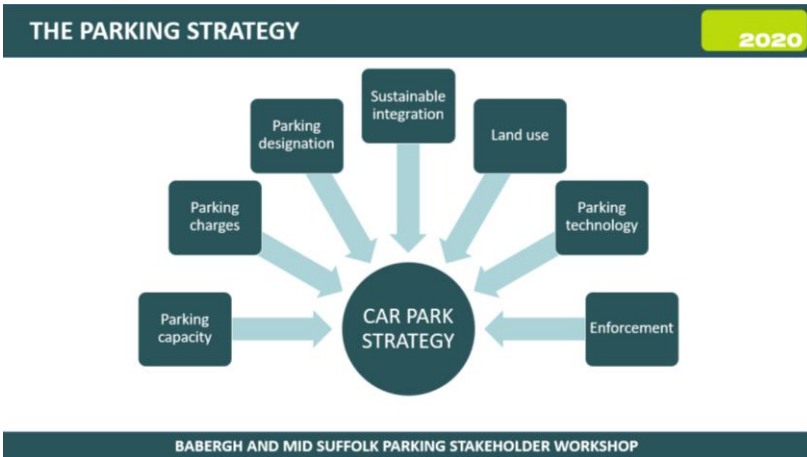 THE PARKING STRATEGY
2020
Sustainable
integration
Parking
designation
Land use
Parking
charges
Parking
technology
Parking
capacity
CAR PARK
STRATEGY
Enforcement
BABERGH AND MID SUFFOLK PARKING STAKEHOLDER WORKSHOP